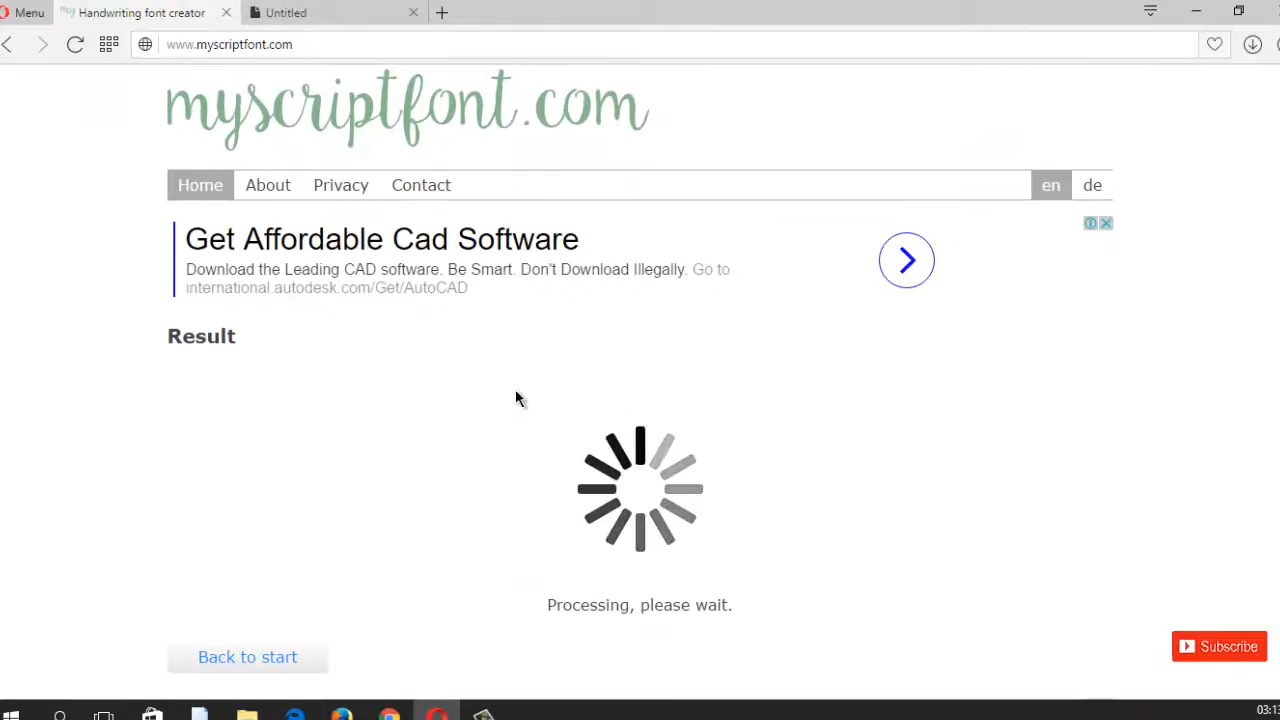 Menu
Handwriting font creator
Untitled
www.myscriptfont.com
myscriptfont.com
Home
About
Privacy
Contact
en
de
Get Affordable Cad Software
Download the Leading CAD software. Be Smart. Don't Download Illegally. Go to
international.autodesk.com/Get/AutoCAD
Result
Processing, please wait.
Back to start
Subscribe